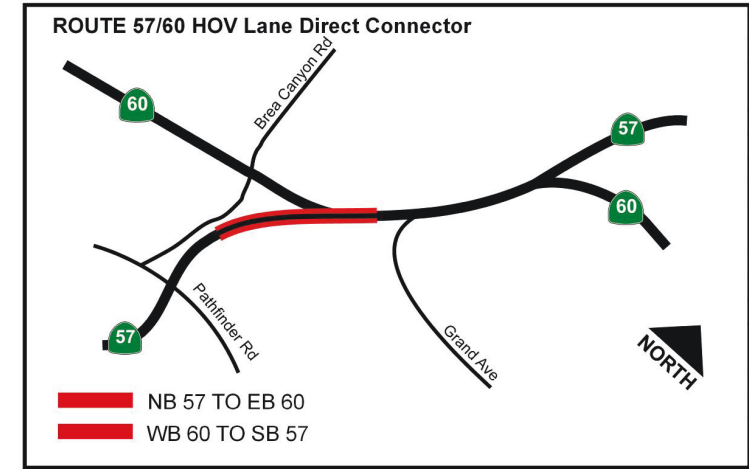 ROUTE 57/60 HOV Lane Direct Connector
Brea Canyon Rd
60
57
60
Pathfinder Rd
57
Grand Ave
NORTH
NB 57 TO EB 60
WB 60 TO SB 57